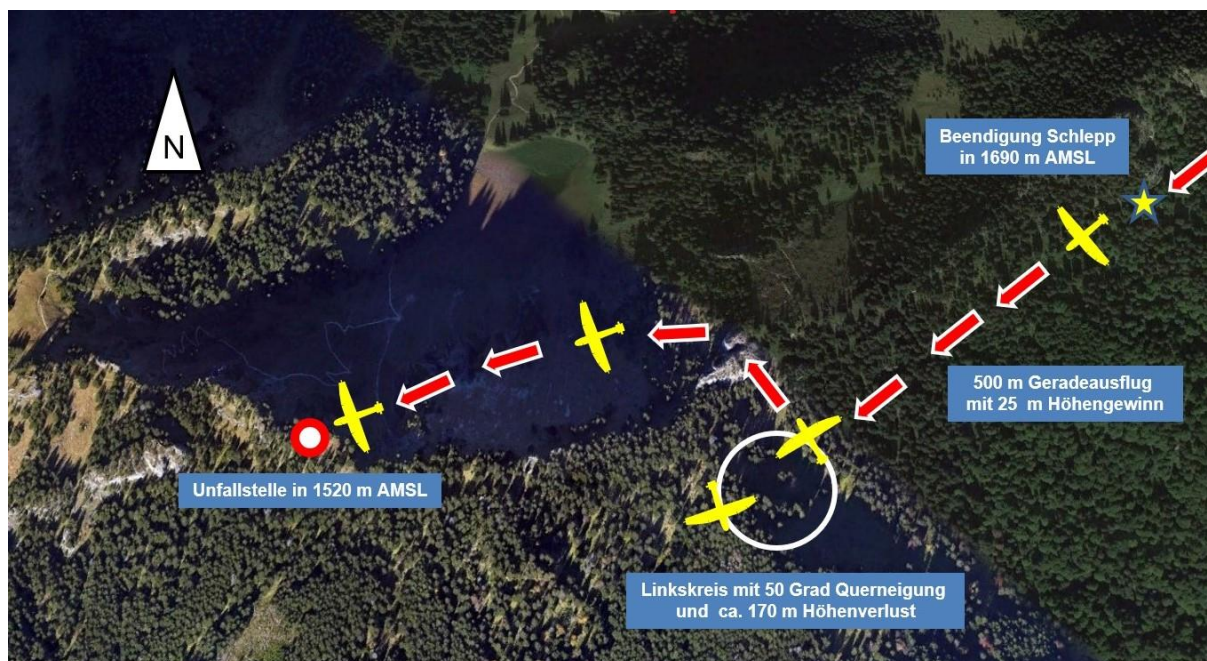 N
Beendigung Schlepp
in 1690 m AMSL
500 m Geradeausflug
mit 25 m Höhengewinn
Unfallstelle in 1520 m AMSL
Linkskreis mit 50 Grad Querneigung
und ca. 170 m Höhenverlust